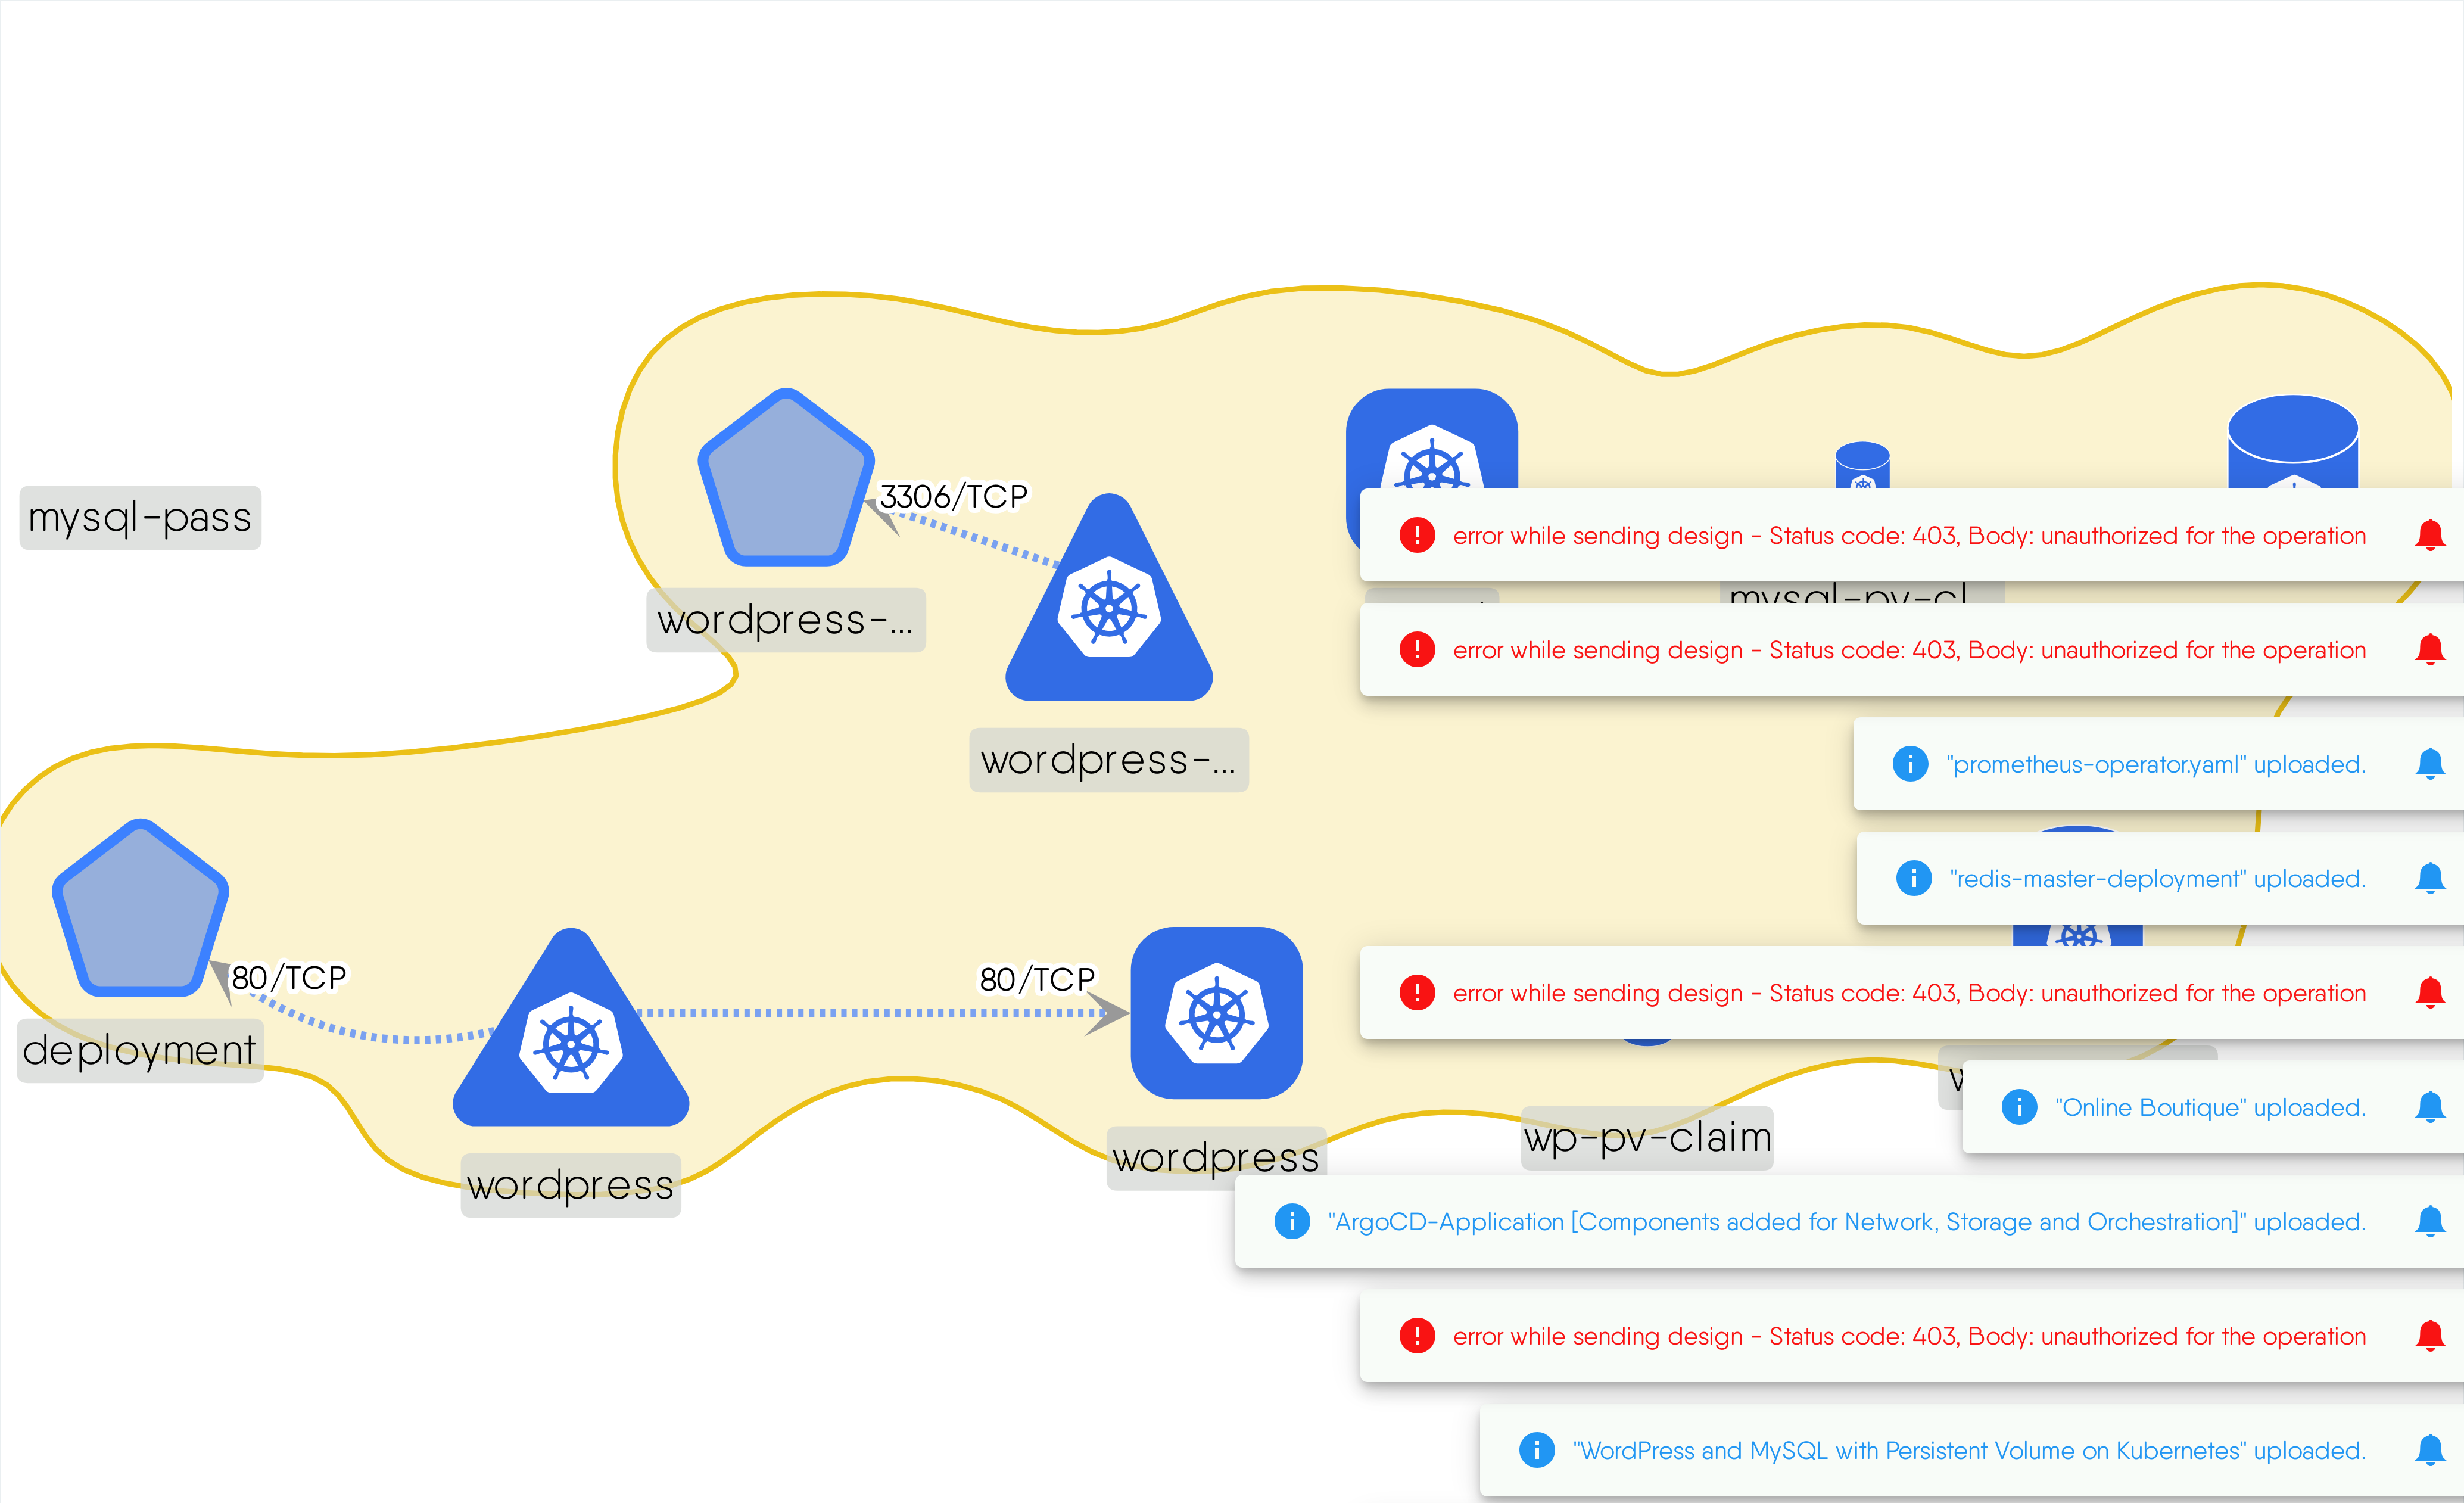 3306/TCP
mysql-pass
error while sending design - Status code: 403, Body: unauthorized for the operation
mysql-pv-cl...
wordpress-...
error while sending design - Status code: 403, Body: unauthorized for the operation
wordpress-...
"prometheus-operator.yaml" uploaded.
"redis-master-deployment" uploaded.
80/TCP
80/TCP
error while sending design - Status code: 403, Body: unauthorized for the operation
deployment
"Online Boutique" uploaded.
wp-pv-claim
wordpress
wordpress
"ArgoCD-Application [Components added for Network, Storage and Orchestration]" uploaded.
error while sending design - Status code: 403, Body: unauthorized for the operation
"WordPress and MySQL with Persistent Volume on Kubernetes" uploaded.